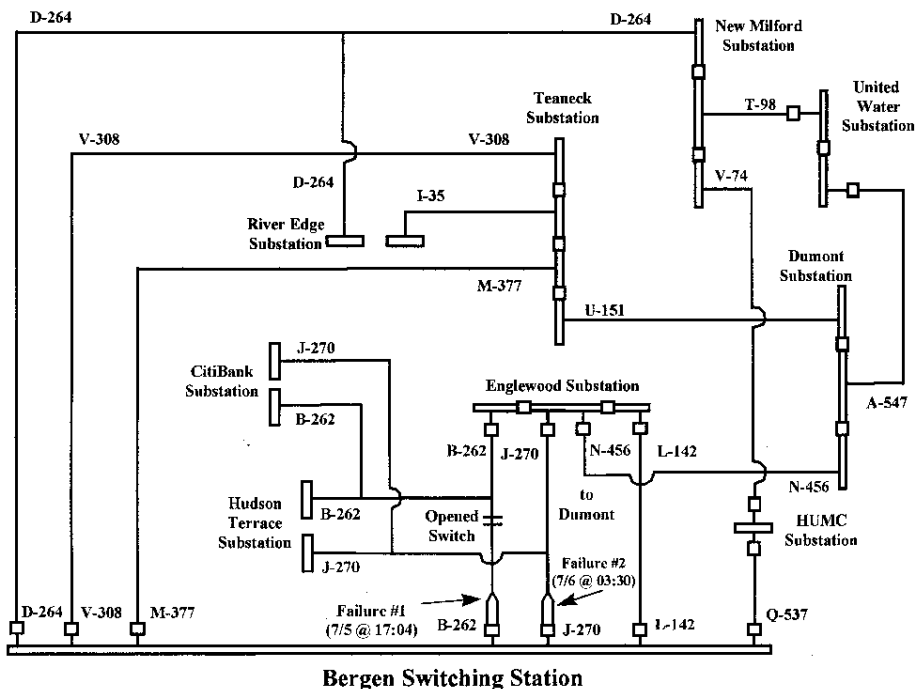 D-264
D-264
New Milford
Substation
United
Water
Substation
T-98
Teaneck
Substation
V-308
V-308
V-74
D-264
I-35
River Edge
Substation
Dumont
Substation
M-377
U-151
J-270
CitiBank
Substation
Englewood Substation
A-547
B-262
B-262
J-270
N-456
L-142
N-456
to
Dumont
Hudson
Terrace
Substation
B-262
Opened
Switch
HUMC
Substation
J-270
Failure #2
(7/6 @ 03:30)
Failure #1
(7/5 @ 17:04)
D-264
V-308
M-377
B-262
J-270
L-142
Q-537
Bergen Switching Station